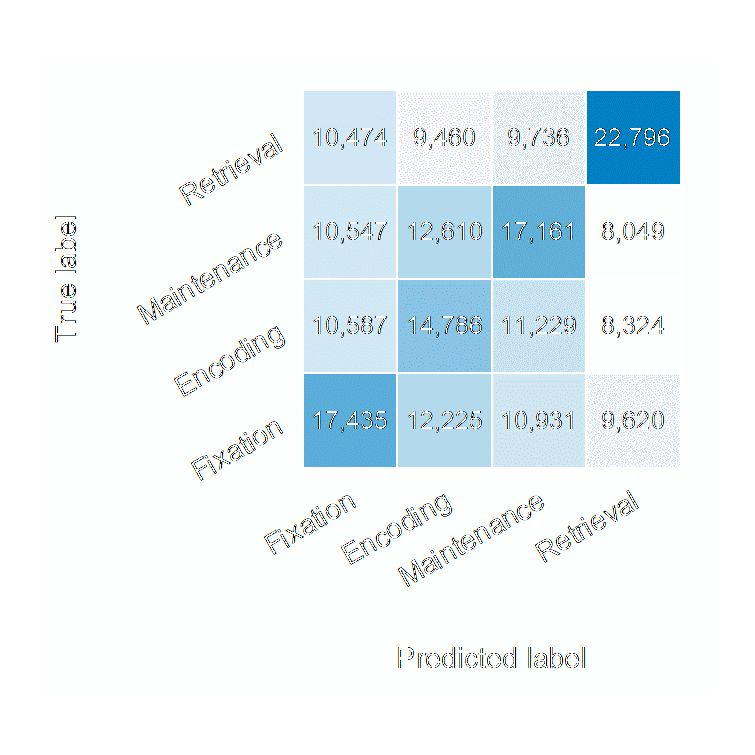 True label
Retrieval
10,474 9,460 9,736 22,796
Maintenance
10,547 12,610 17,161 8,049
Encoding
10,587 14,786 11,229 8,324
Fixation
17,435 12,225 10,931 9,620
Fixation Encoding Maintenance Retrieval
Predicted label